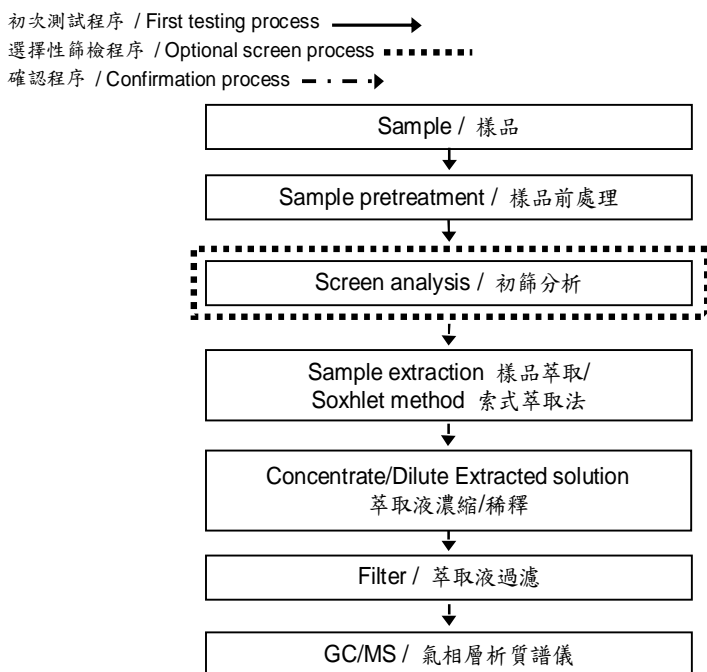 初次測試程序 / First testing process
選擇性篩檢程序 / Optional screen process
確認程序 / Confirmation process
Sample / 樣品
Sample pretreatment / 樣品前處理
Screen analysis / 初篩分析
Sample extraction 樣品萃取/
Soxhlet method 索式萃取法
Concentrate/Dilute Extracted solution
萃取液濃縮/稀釋
Filter / 萃取液過濾
GC/MS / 氣相層析質譜儀